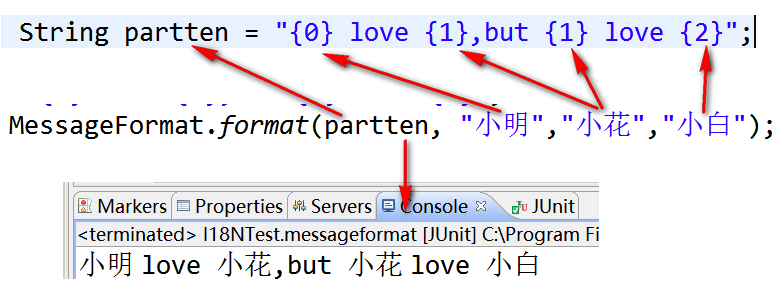 String partten = "{0} love {1},but {1} love {2}";
MessageFormat.format(partten, "小明","小花","小白");
Markers Properties Servers Console JUnit
<terminated> I18NTest.messageformat [JUnit] C:\Program Fi
小明 love 小花,but 小花 love 小白